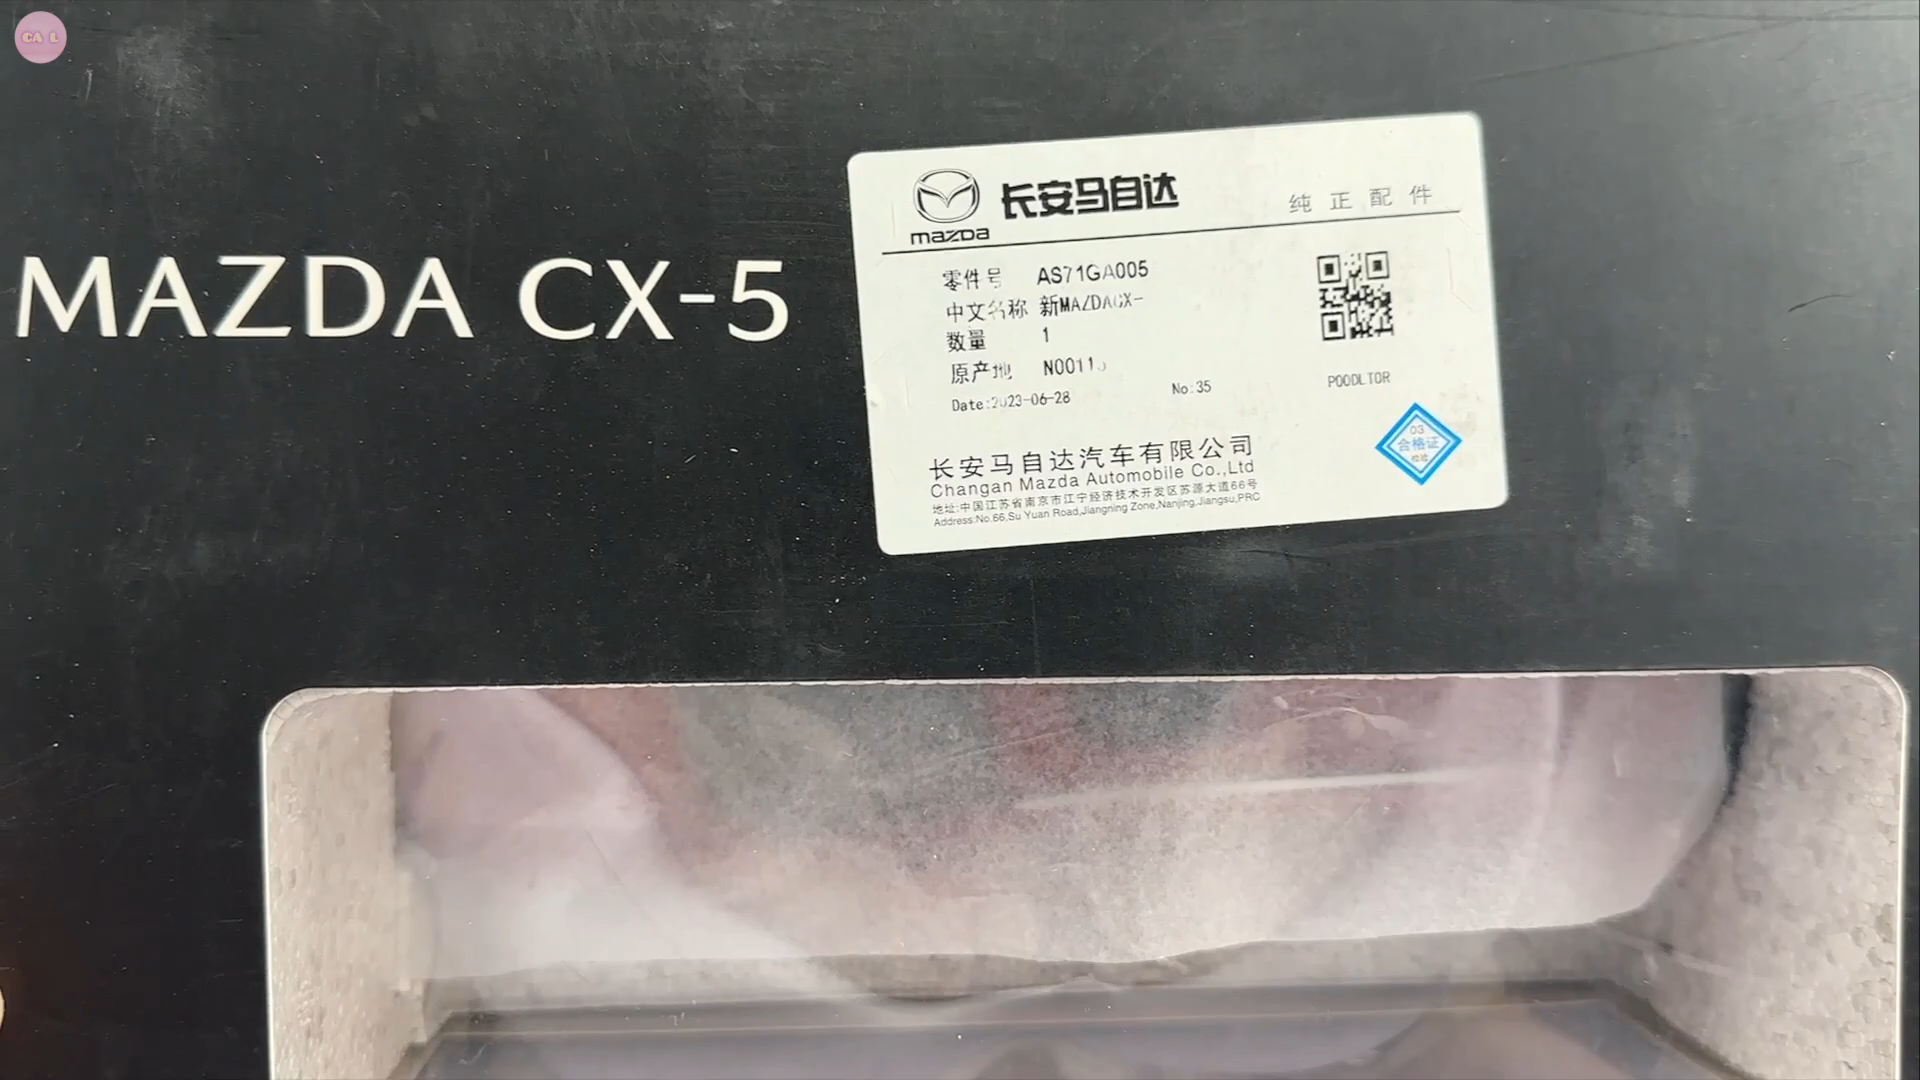 CA L
MAZDA CX-5
mazda
长安马自达
纯正配件
零件号 AS71GA005
中文名称 新MAZDACX-
数量 1
原产地
Date:2023-06-28 No:35
POODLTOR
03
合格证
检验
长安马自达汽车有限公司
Changan Mazda Automobile Co.,Ltd
地址:中国江苏省南京市江宁经济技术开发区苏源大道66号
Address:No.66,Su Yuan Road,Jiangning Zone,Nanjing,Jiangsu,PRC